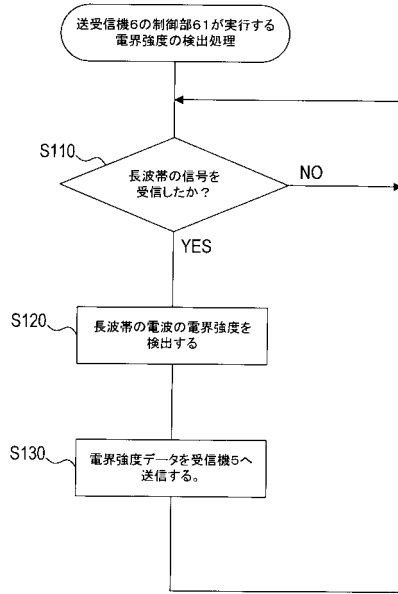 送受信機6の制御部61が実行する
電界強度の検出処理
S110
長波帯の信号を
受信したか？
NO
YES
S120
長波帯の電波の電界強度を
検出する
S130
電界強度データを受信機5へ
送信する。